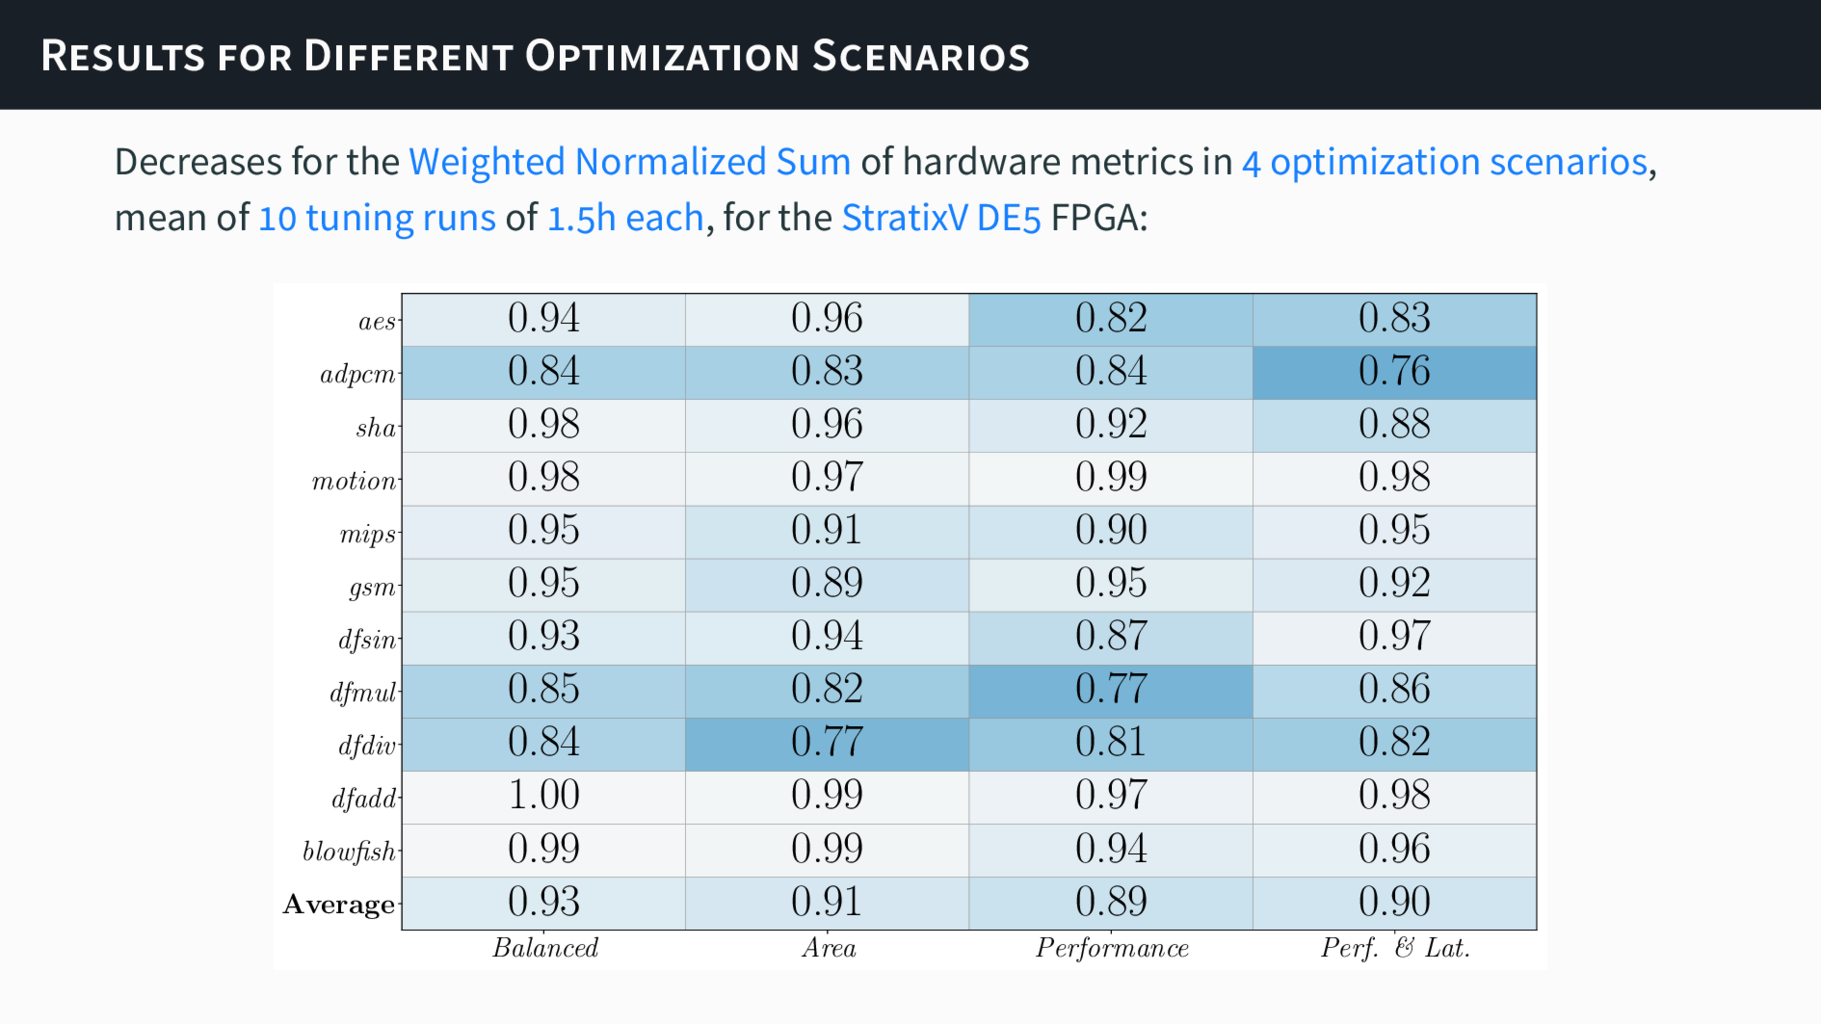 Results for Different Optimization Scenarios
Decreases for the Weighted Normalized Sum of hardware metrics in 4 optimization scenarios,
mean of 10 tuning runs of 1.5h each, for the StratixV DE5 FPGA:
aes 0.94 0.96 0.82 0.83
adpcm 0.84 0.83 0.84 0.76
sha 0.98 0.96 0.92 0.88
motion 0.98 0.97 0.99 0.98
mips 0.95 0.91 0.90 0.95
gsm 0.95 0.89 0.95 0.92
dfsin 0.93 0.94 0.87 0.97
dfmul 0.85 0.82 0.77 0.86
dfdiv 0.84 0.77 0.81 0.82
dfadd 1.00 0.99 0.97 0.98
blowfish 0.99 0.99 0.94 0.96
Average 0.93 0.91 0.89 0.90
Balanced Area Performance Perf. & Lat.